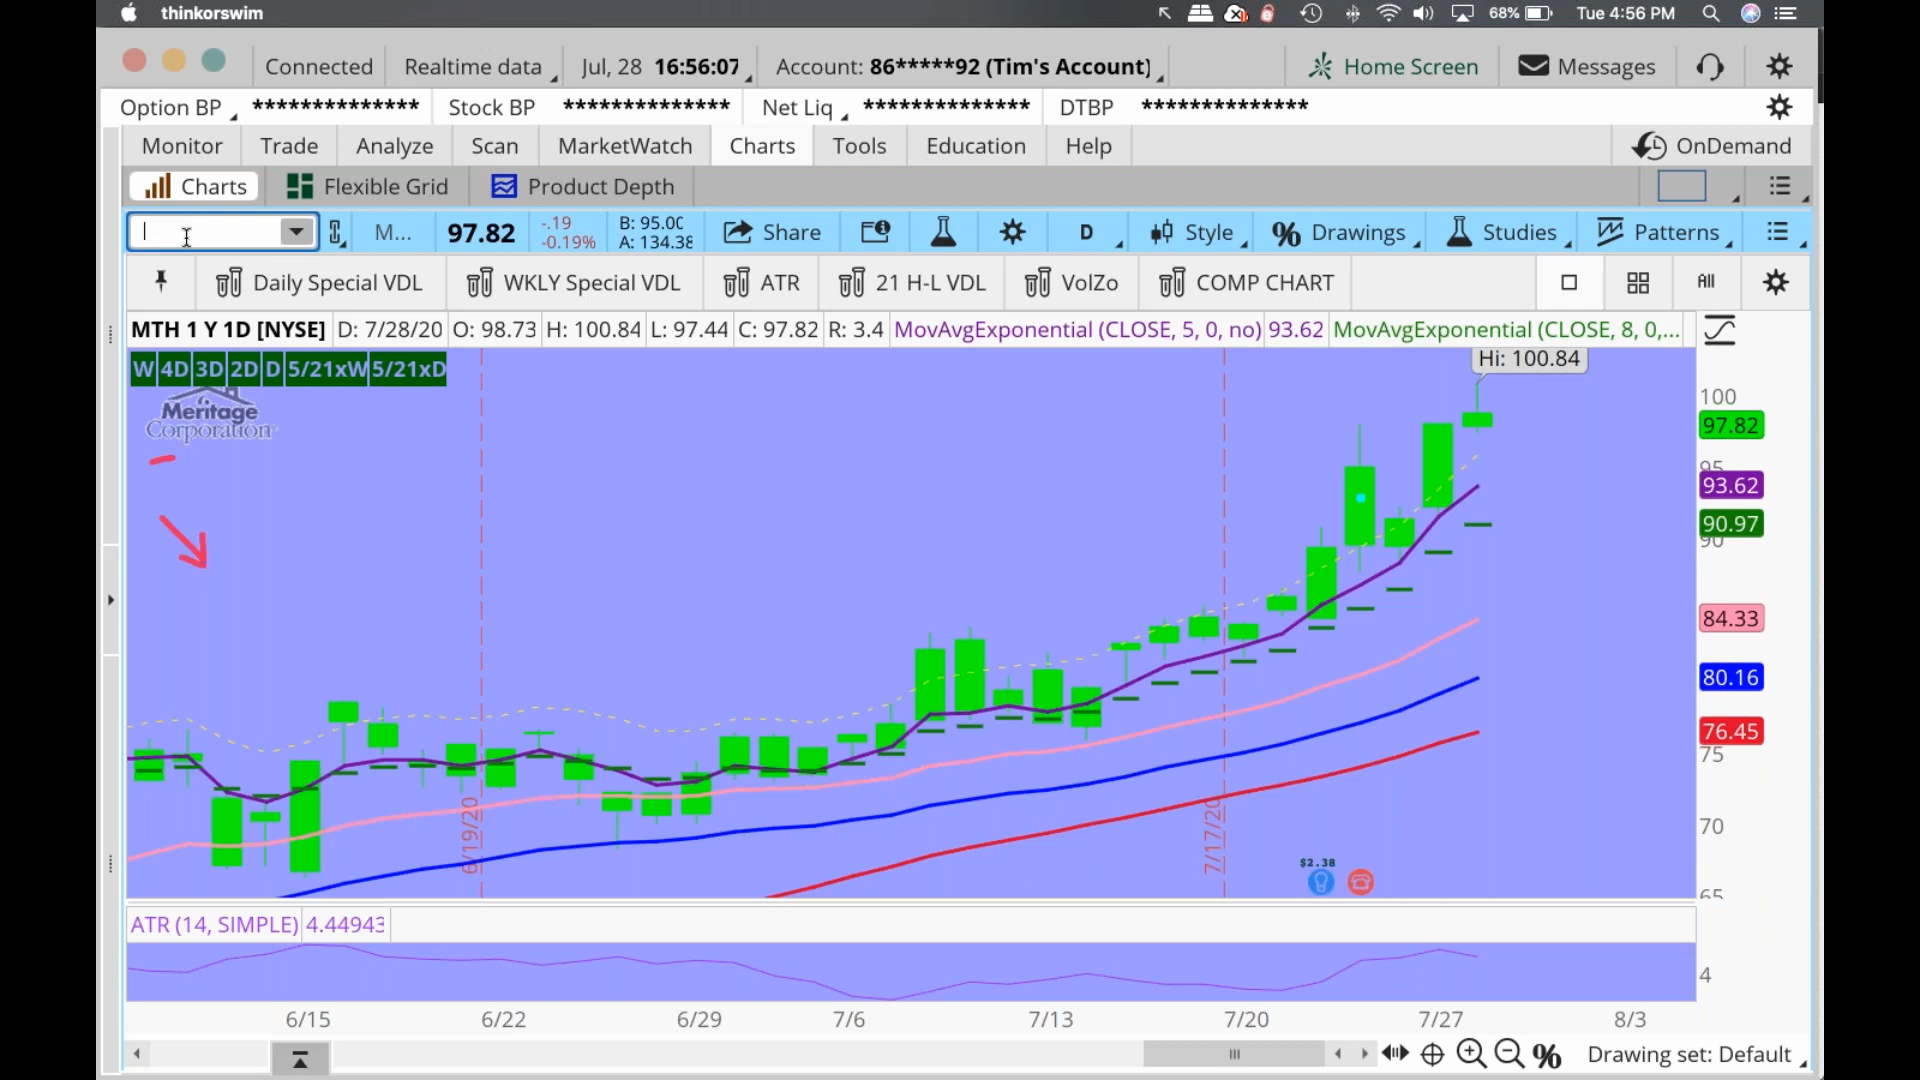 thinkorswim 68% Tue 4:56 PM
Connected Realtime data Jul, 28 16:56:07 Account: 86*****92 (Tim's Account) Home Screen Messages
Option BP ************** Stock BP ************** Net Liq ************** DTBP **************
Monitor Trade Analyze Scan MarketWatch Charts Tools Education Help OnDemand
Charts Flexible Grid Product Depth
M... 97.82 -.19 -0.19% B: 95.00 A: 134.38 Share D Style Drawings Studies Patterns
Daily Special VDL WKLY Special VDL ATR 21 H-L VDL VolZo COMP CHART All
MTH 1 Y 1D [NYSE] D: 7/28/20 O: 98.73 H: 100.84 L: 97.44 C: 97.82 R: 3.4 MovAvgExponential (CLOSE, 5, 0, no) 93.62 MovAvgExponential (CLOSE, 8, 0,...
W 4D 3D 2D D 5/21xW 5/21xD
Hi: 100.84
Meritage
Corporation
100
97.82
95
93.62
90.97
90
84.33
80.16
76.45
75
70
65
6/19/20
7/17/20
$2.38
ATR (14, SIMPLE) 4.44943
4
6/15 6/22 6/29 7/6 7/13 7/20 7/27 8/3
Drawing set: Default